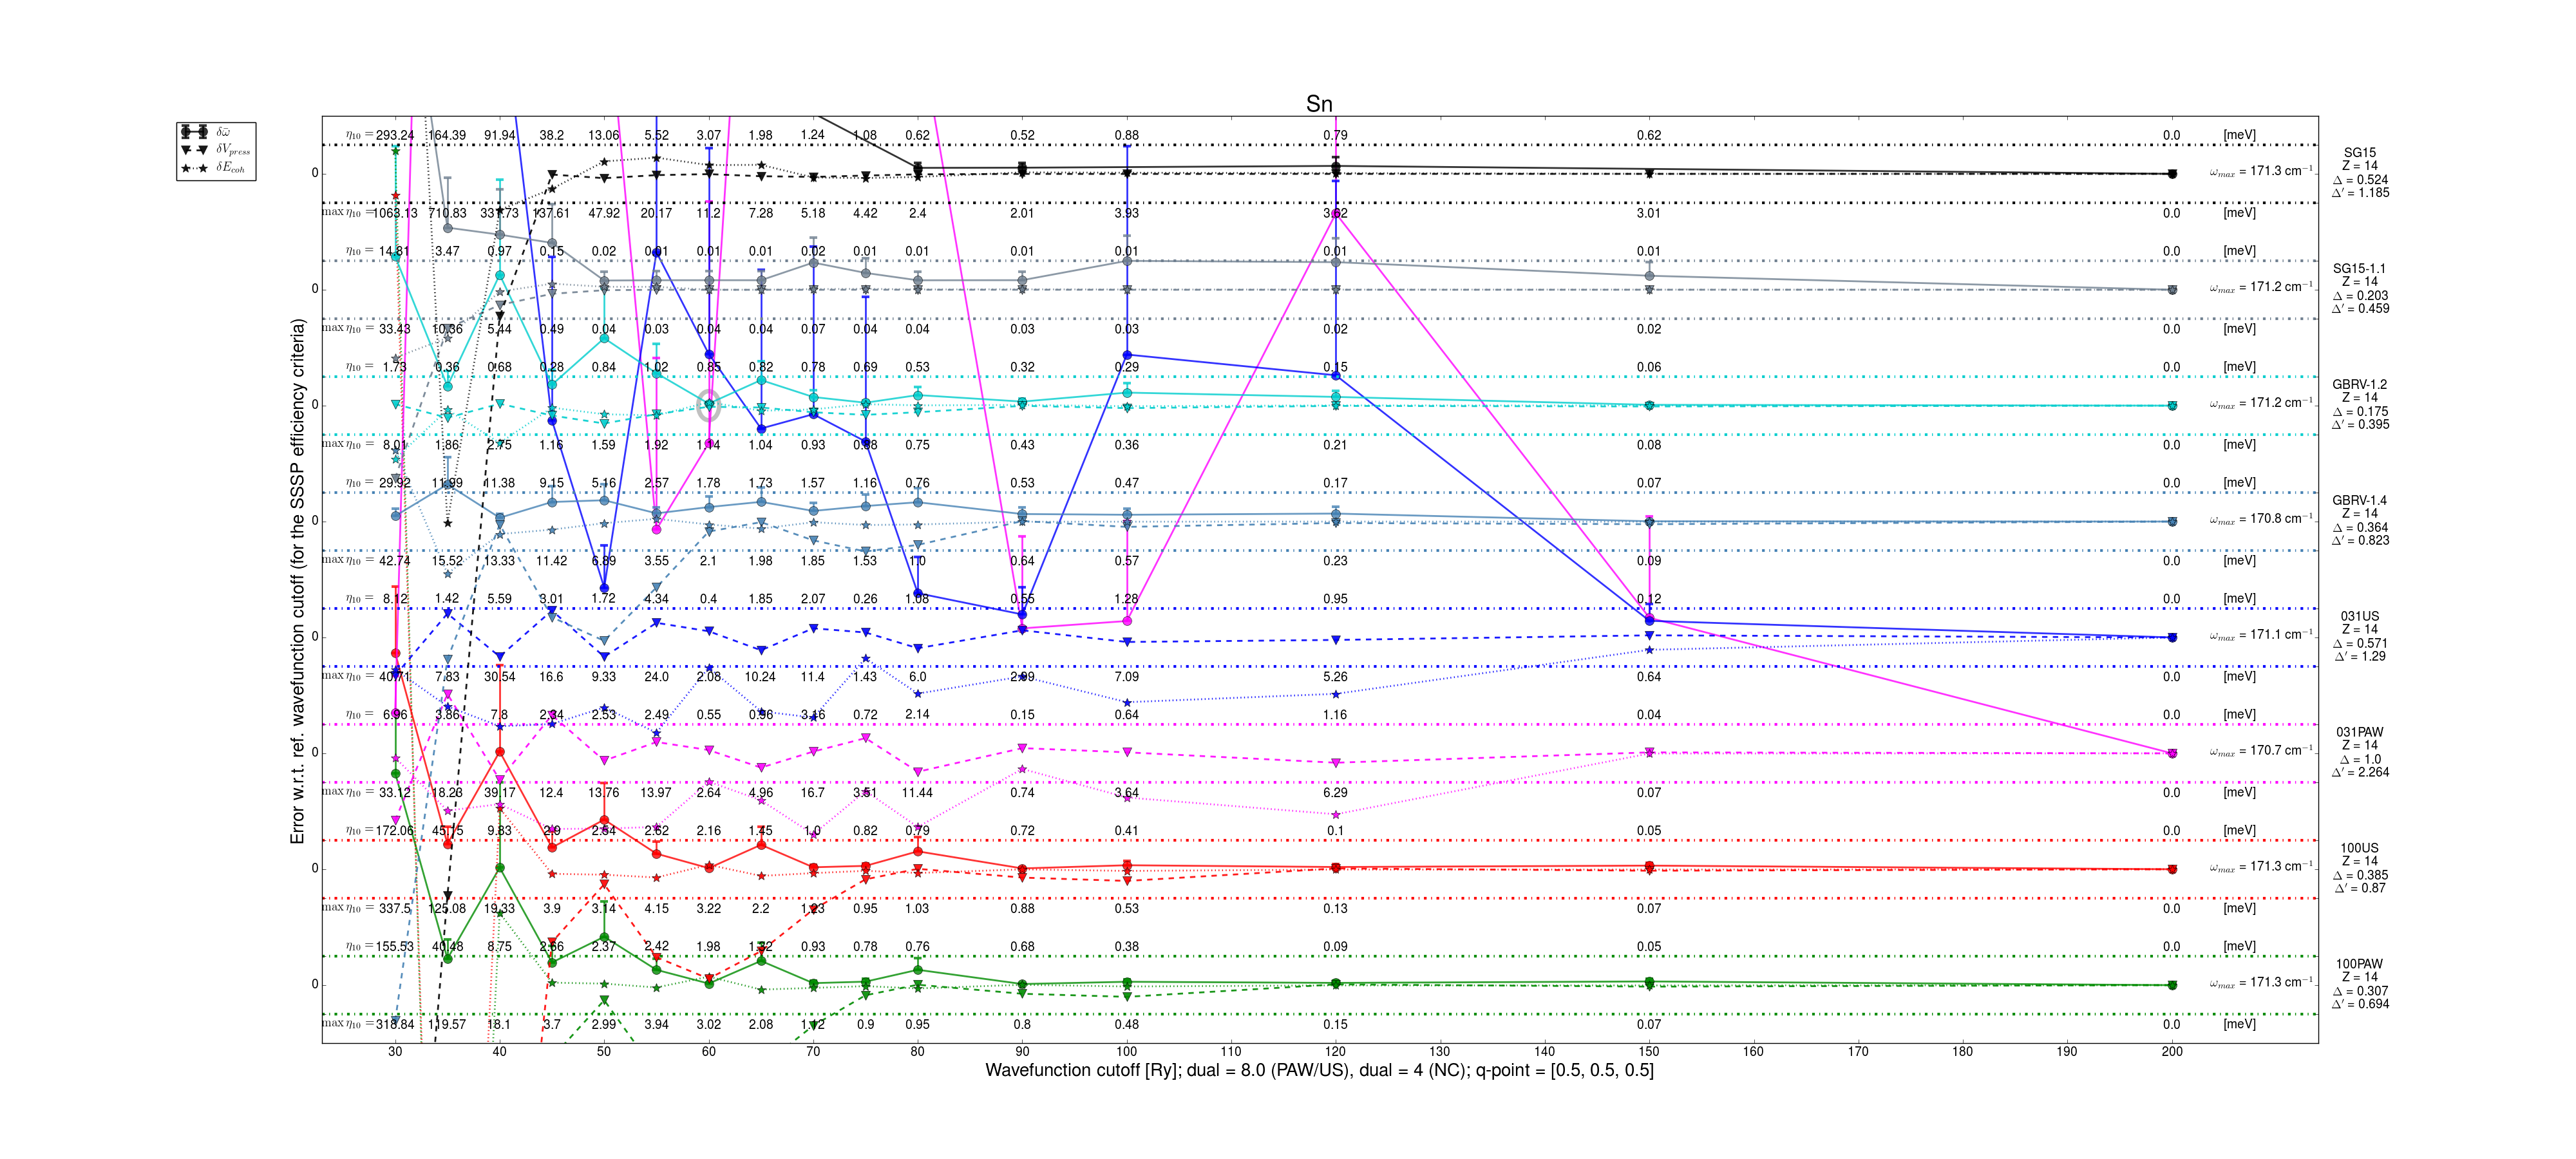 Sn
δω̄
δV_press
δE_coh
Error w.r.t. ref. wavefunction cutoff (for the SSSP efficiency criteria)
η₁₀ = 293.24 164.39 91.94 38.2 13.06 5.52 3.07 1.98 1.24 1.08 0.62 0.52 0.88 0.79 0.62 0.0 [meV]
0 ω_max = 171.3 cm⁻¹
max η₁₀ = 1063.13 710.83 331.73 137.61 47.92 20.17 11.2 7.28 5.18 4.42 2.4 2.01 3.93 3.62 3.01 0.0 [meV]
SG15
Z = 14
Δ = 0.524
Δ′ = 1.185
η₁₀ = 14.81 3.47 0.97 0.15 0.02 0.01 0.01 0.01 0.02 0.01 0.01 0.01 0.01 0.01 0.01 0.0 [meV]
0 ω_max = 171.2 cm⁻¹
max η₁₀ = 33.43 10.36 5.44 0.49 0.04 0.03 0.04 0.04 0.07 0.04 0.04 0.03 0.03 0.02 0.02 0.0 [meV]
SG15-1.1
Z = 14
Δ = 0.203
Δ′ = 0.459
η₁₀ = 1.73 0.36 0.68 0.28 0.84 1.02 0.85 0.82 0.78 0.69 0.53 0.32 0.29 0.15 0.06 0.0 [meV]
0 ω_max = 171.2 cm⁻¹
max η₁₀ = 8.01 1.86 2.75 1.16 1.59 1.92 1.14 1.04 0.93 0.88 0.75 0.43 0.36 0.21 0.08 0.0 [meV]
GBRV-1.2
Z = 14
Δ = 0.175
Δ′ = 0.395
η₁₀ = 29.92 11.99 11.38 9.15 5.16 2.57 1.78 1.73 1.57 1.16 0.76 0.53 0.47 0.17 0.07 0.0 [meV]
0 ω_max = 170.8 cm⁻¹
max η₁₀ = 42.74 15.52 13.33 11.42 6.89 3.55 2.1 1.98 1.85 1.53 0.64 0.57 0.23 0.09 0.0 [meV]
GBRV-1.4
Z = 14
Δ = 0.364
Δ′ = 0.823
η₁₀ = 8.12 1.42 5.59 3.01 1.72 4.34 0.4 1.85 2.07 0.26 1.08 0.55 1.28 0.95 0.12 0.0 [meV]
0 ω_max = 171.1 cm⁻¹
max η₁₀ = 40.71 7.83 30.54 16.6 9.33 24.0 2.08 10.24 11.4 1.43 6.0 2.99 7.09 5.26 0.64 0.0 [meV]
031US
Z = 14
Δ = 0.571
Δ′ = 1.29
η₁₀ = 6.96 3.86 7.8 2.53 2.49 0.55 0.96 3.16 0.72 2.14 0.15 0.64 1.16 0.04 0.0 [meV]
0 ω_max = 170.7 cm⁻¹
max η₁₀ = 33.12 18.23 39.17 12.4 13.76 13.97 2.64 4.96 16.7 3.51 11.44 0.74 3.64 6.29 0.07 0.0 [meV]
031PAW
Z = 14
Δ = 1.0
Δ′ = 2.264
η₁₀ = 172.06 45.15 9.83 2.9 2.34 2.62 2.16 1.45 1.0 0.82 0.79 0.72 0.41 0.1 0.05 0.0 [meV]
0 ω_max = 171.3 cm⁻¹
max η₁₀ = 337.5 125.08 19.33 3.9 3.14 4.15 3.22 2.2 1.23 0.95 1.03 0.88 0.53 0.13 0.07 0.0 [meV]
100US
Z = 14
Δ = 0.385
Δ′ = 0.87
η₁₀ = 155.53 40.48 8.75 2.66 2.37 2.42 1.98 1.32 0.93 0.78 0.76 0.68 0.38 0.09 0.05 0.0 [meV]
0 ω_max = 171.3 cm⁻¹
max η₁₀ = 318.84 119.57 18.1 3.7 2.99 3.94 3.02 2.08 1.12 0.9 0.95 0.8 0.48 0.15 0.07 0.0 [meV]
100PAW
Z = 14
Δ = 0.307
Δ′ = 0.694
30 40 50 60 70 80 90 100 110 120 130 140 150 160 170 180 190 200
Wavefunction cutoff [Ry]; dual = 8.0 (PAW/US), dual = 4 (NC); q-point = [0.5, 0.5, 0.5]